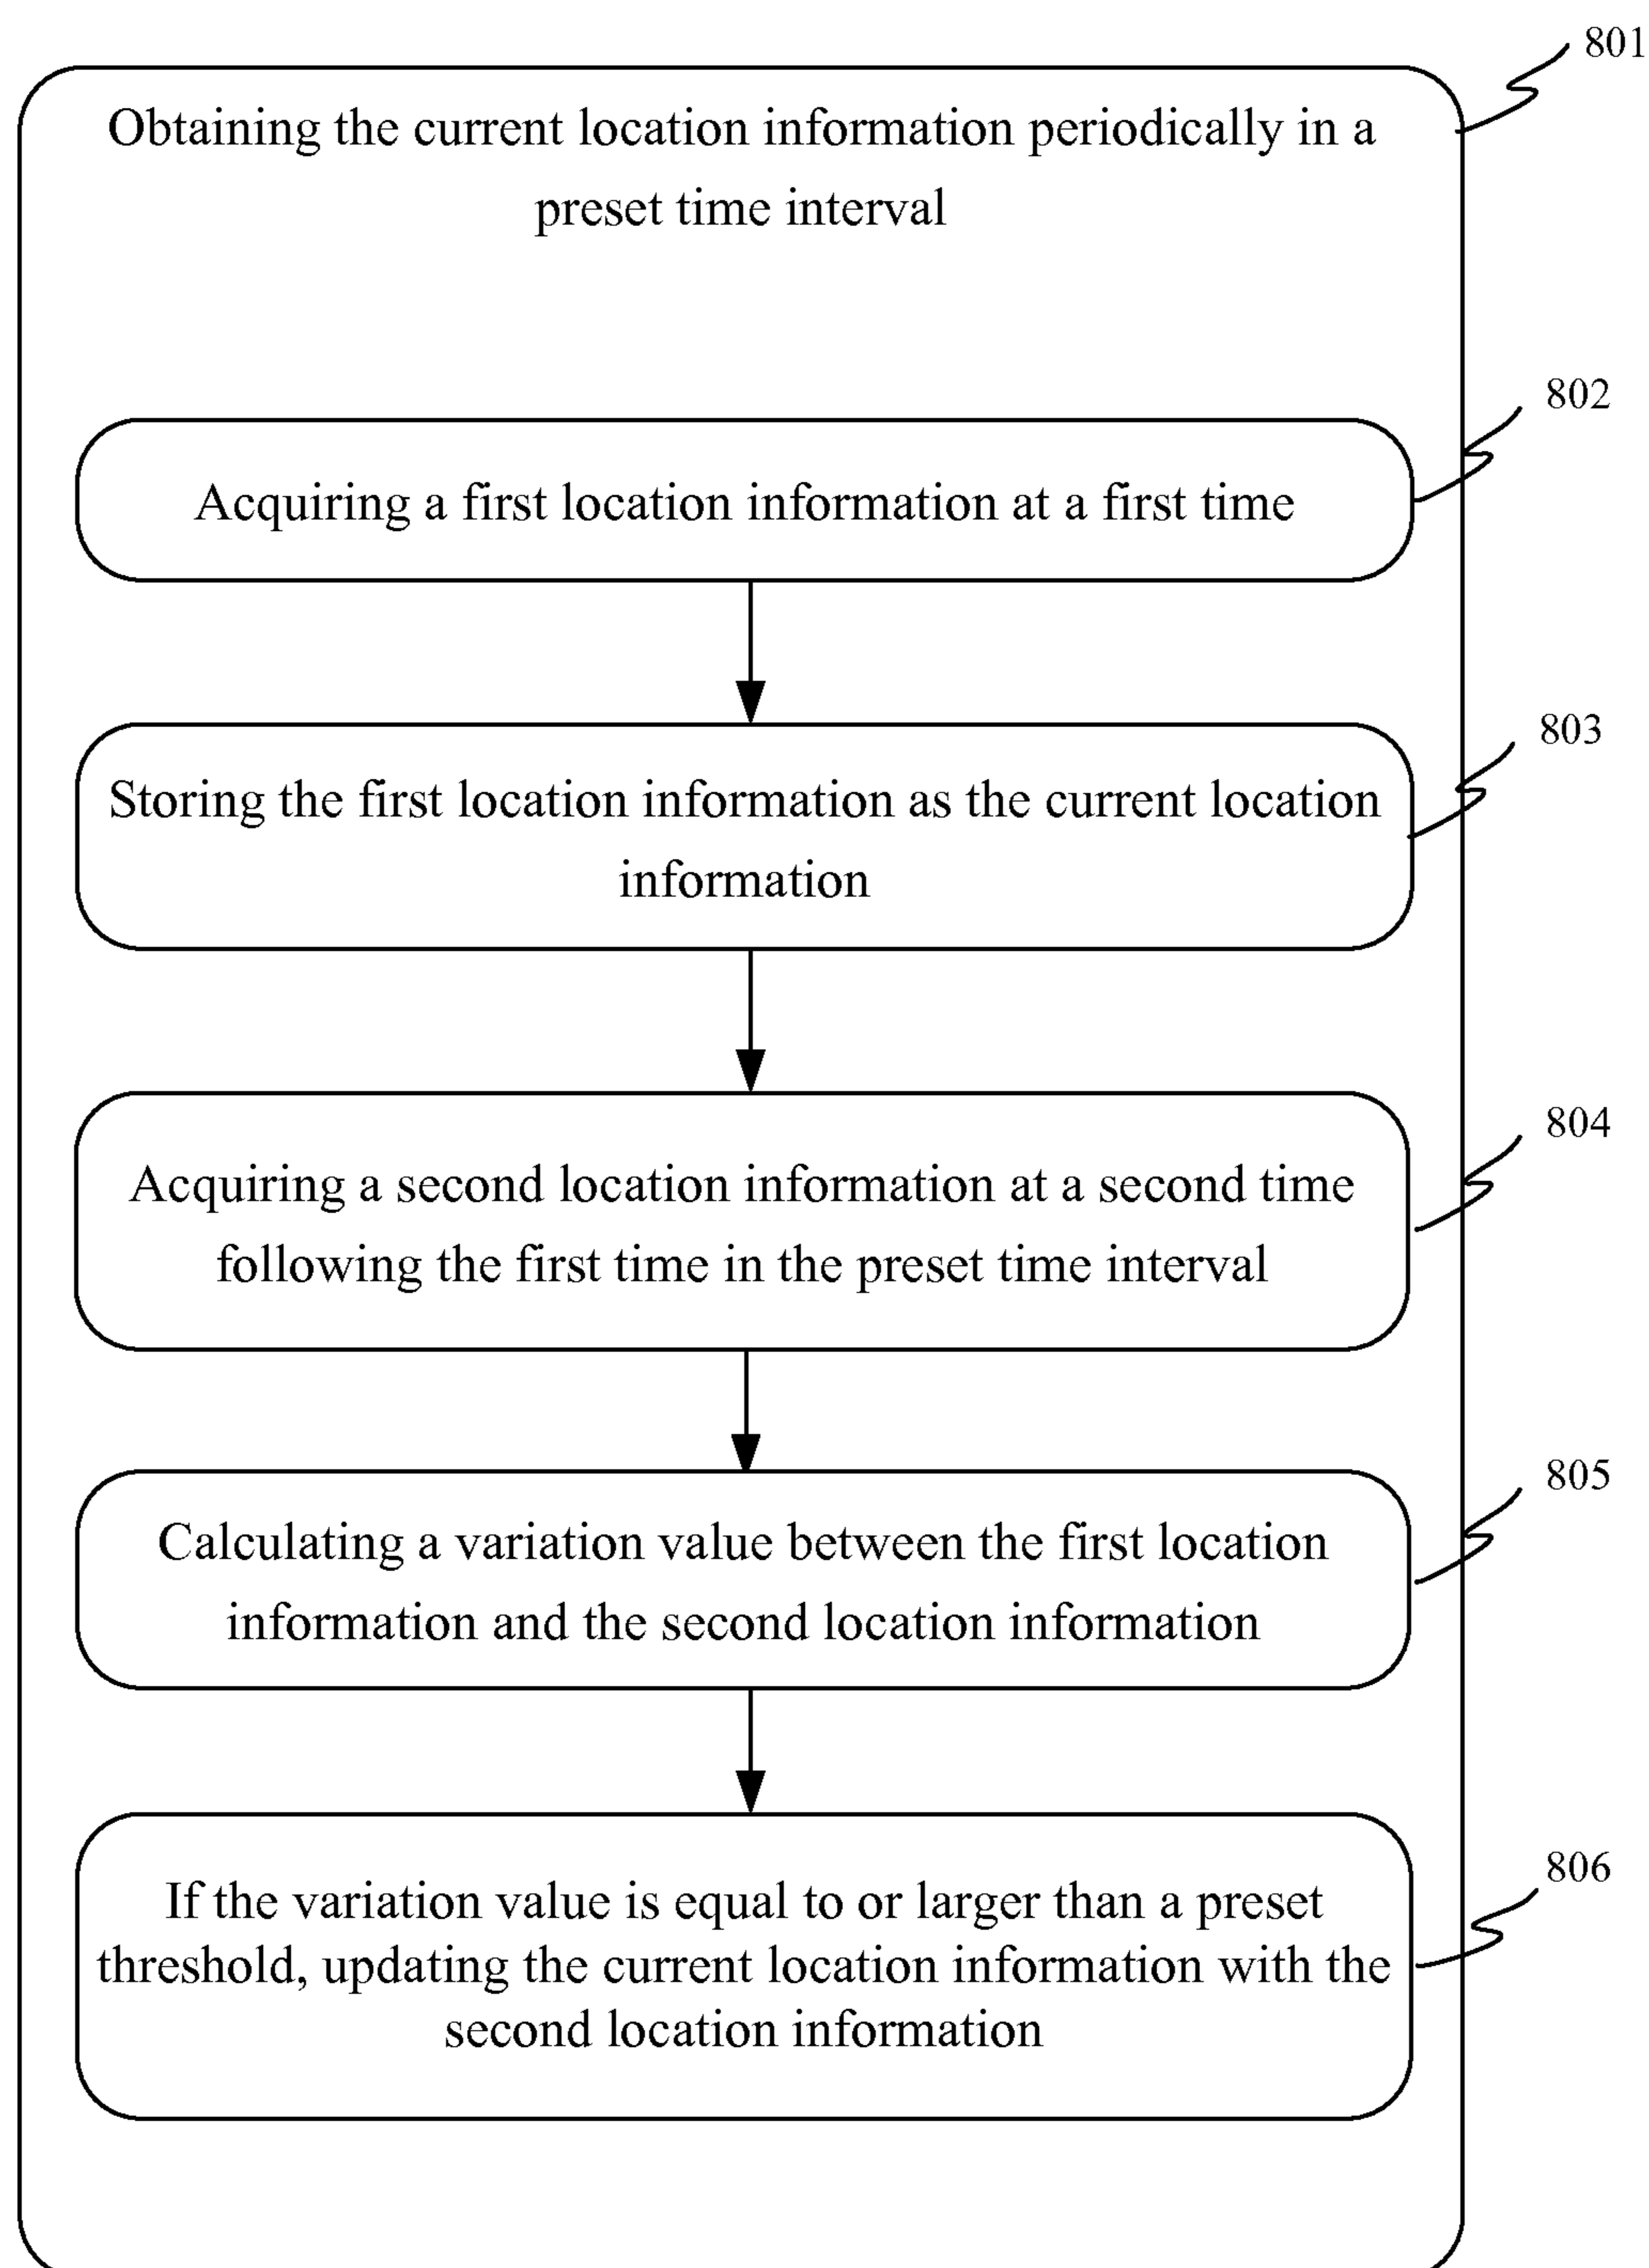 801
Obtaining the current location information periodically in a
preset time interval
802
Acquiring a first location information at a first time
803
Storing the first location information as the current location
information
804
Acquiring a second location information at a second time
following the first time in the preset time interval
805
Calculating a variation value between the first location
information and the second location information
806
If the variation value is equal to or larger than a preset
threshold, updating the current location information with the
second location information